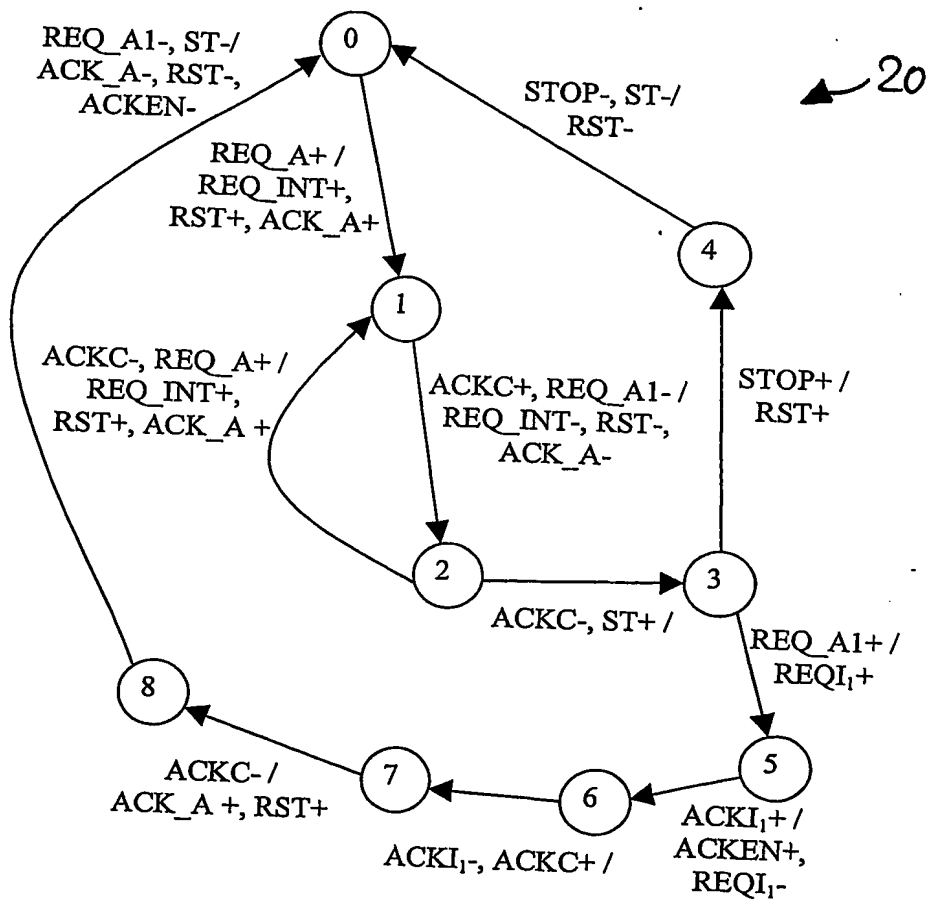 0
REQ_A1-, ST-/
ACK_A-, RST-,
ACKEN-
20
STOP-, ST-/
RST-
REQ_A+ /
REQ_INT+,
RST+, ACK_A+
4
1
ACKC-, REQ_A+ /
REQ_INT+,
RST+, ACK_A +
ACKC+, REQ_A1- /
REQ_INT-, RST-,
ACK_A-
STOP+ /
RST+
2
3
ACKC-, ST+ /
REQ_A1+ /
REQI₁+
8
5
7
6
ACKC- /
ACK_A +, RST+
ACKI₁+ /
ACKEN+,
REQI₁-
ACKI₁-, ACKC+ /